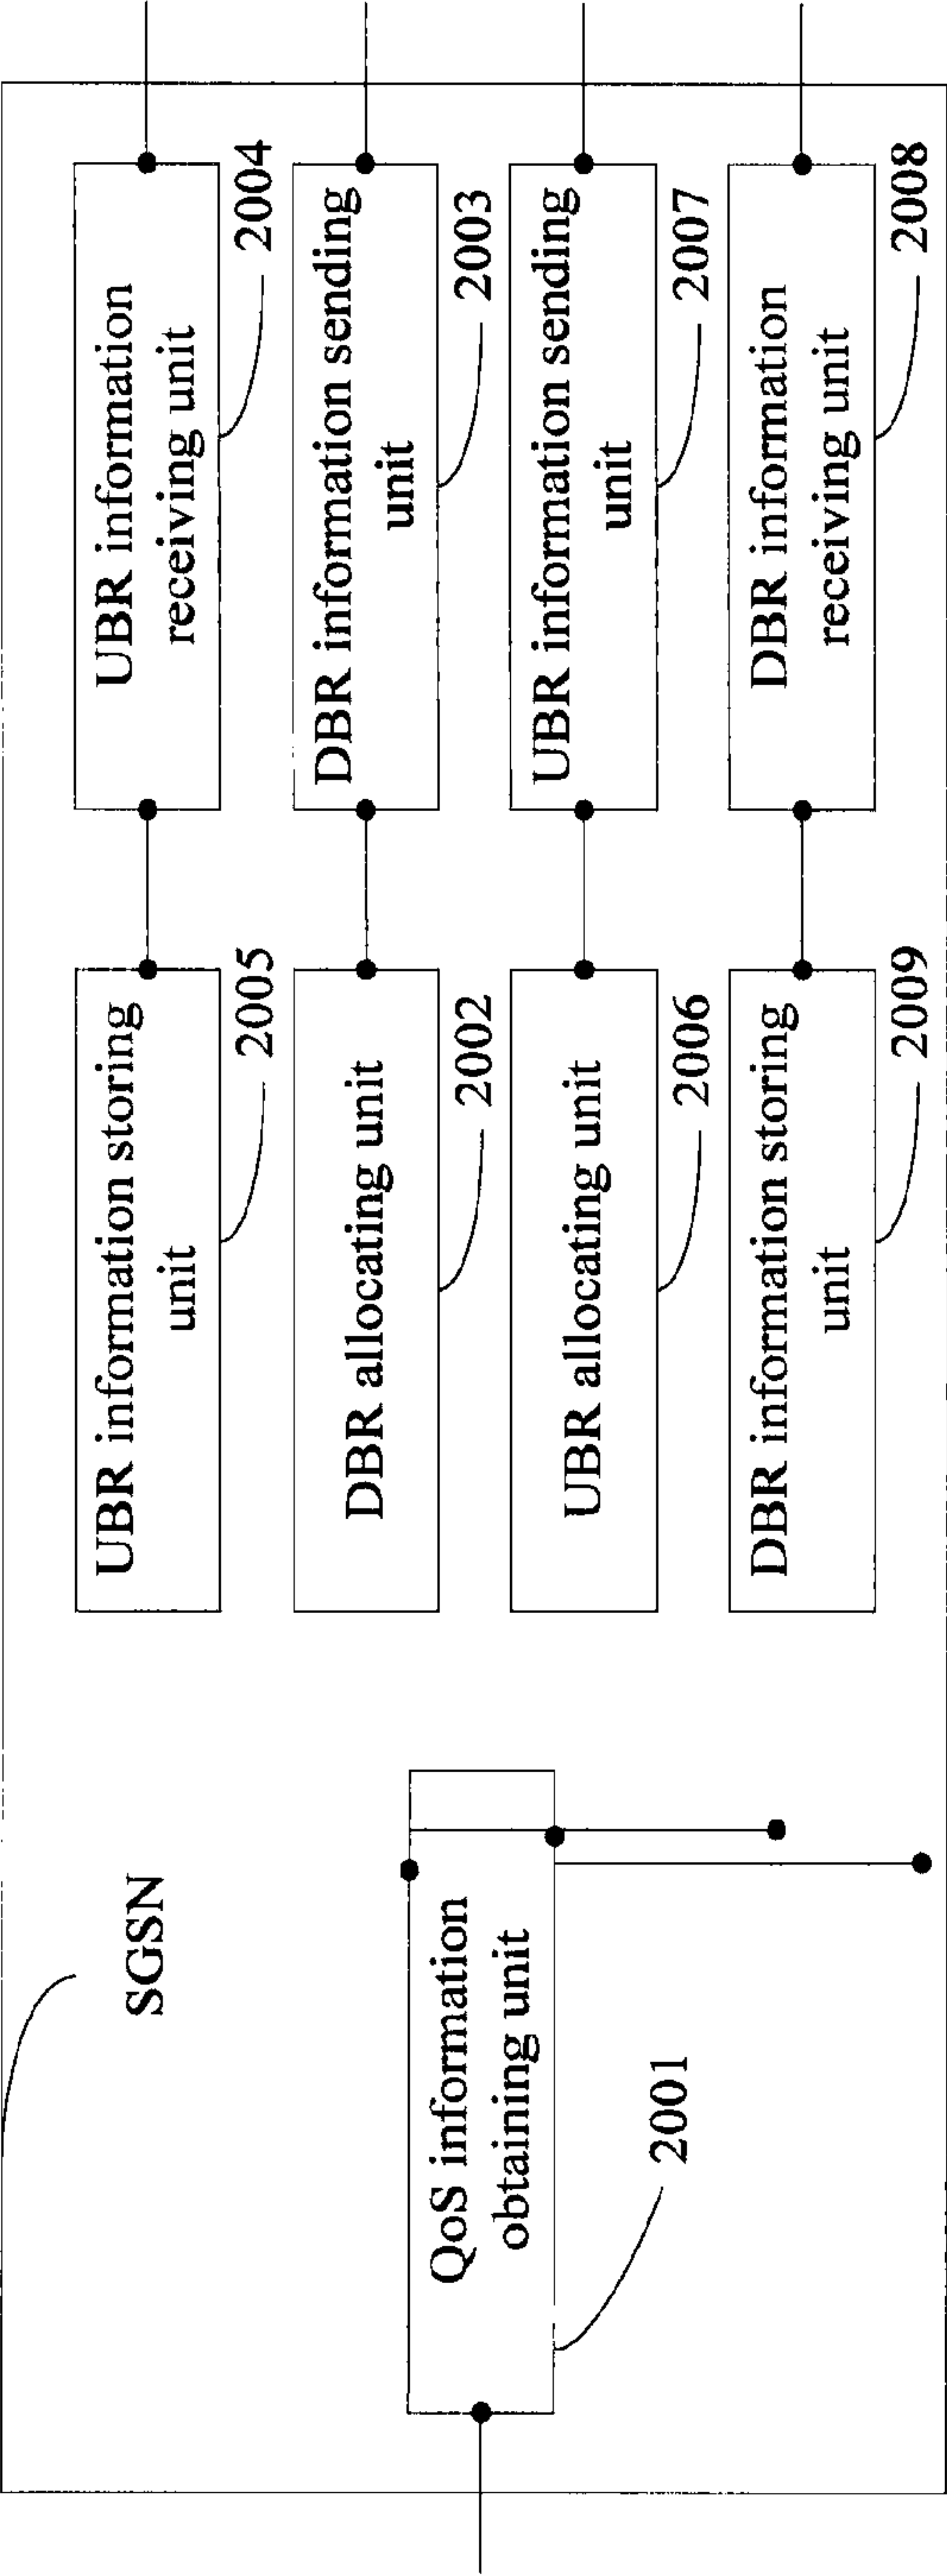 SGSN
QoS information
obtaining unit
2001
UBR information storing
unit
2005
UBR information
receiving unit
2004
DBR allocating unit
2002
DBR information sending
unit
2003
UBR allocating unit
2006
UBR information sending
unit
2007
DBR information storing
unit
2009
DBR information
receiving unit
2008